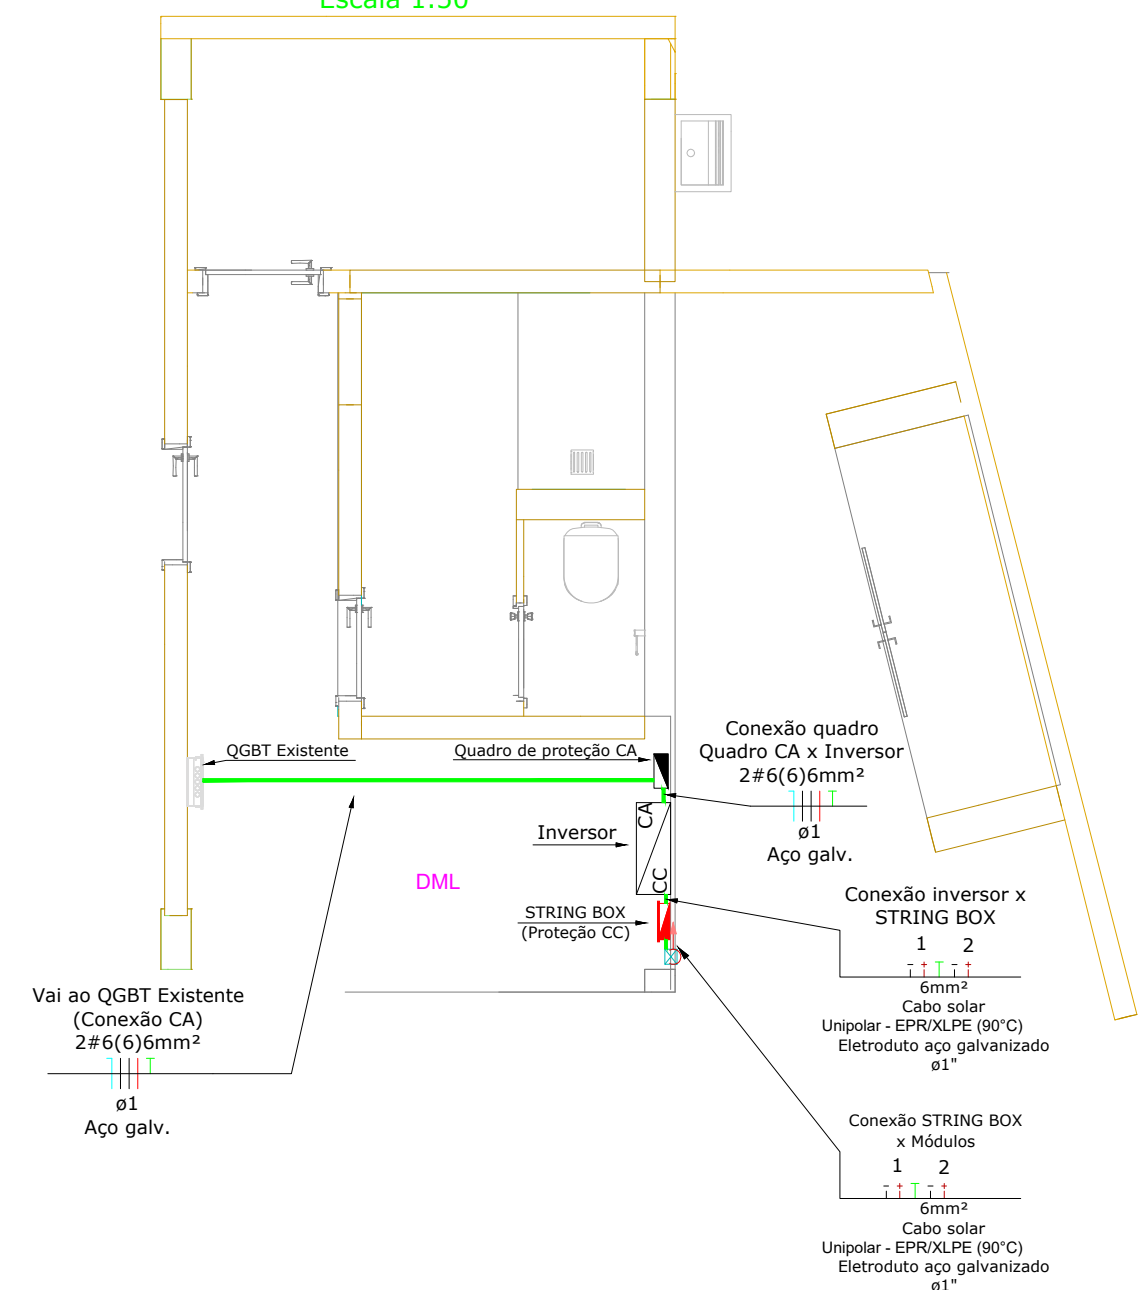 Escala 1:50
QGBT Existente
Quadro de proteção CA
Conexão quadro
Quadro CA x Inversor
2#6(6)6mm²
ø1
Aço galv.
CA
Inversor
CC
DML
STRING BOX
(Proteção CC)
Conexão inversor x
STRING BOX
1 2
- + - +
6mm²
Cabo solar
Unipolar - EPR/XLPE (90°C)
Eletroduto aço galvanizado
ø1"
Vai ao QGBT Existente
(Conexão CA)
2#6(6)6mm²
ø1
Aço galv.
Conexão STRING BOX
x Módulos
1 2
- + - +
6mm²
Cabo solar
Unipolar - EPR/XLPE (90°C)
Eletroduto aço galvanizado
ø1"